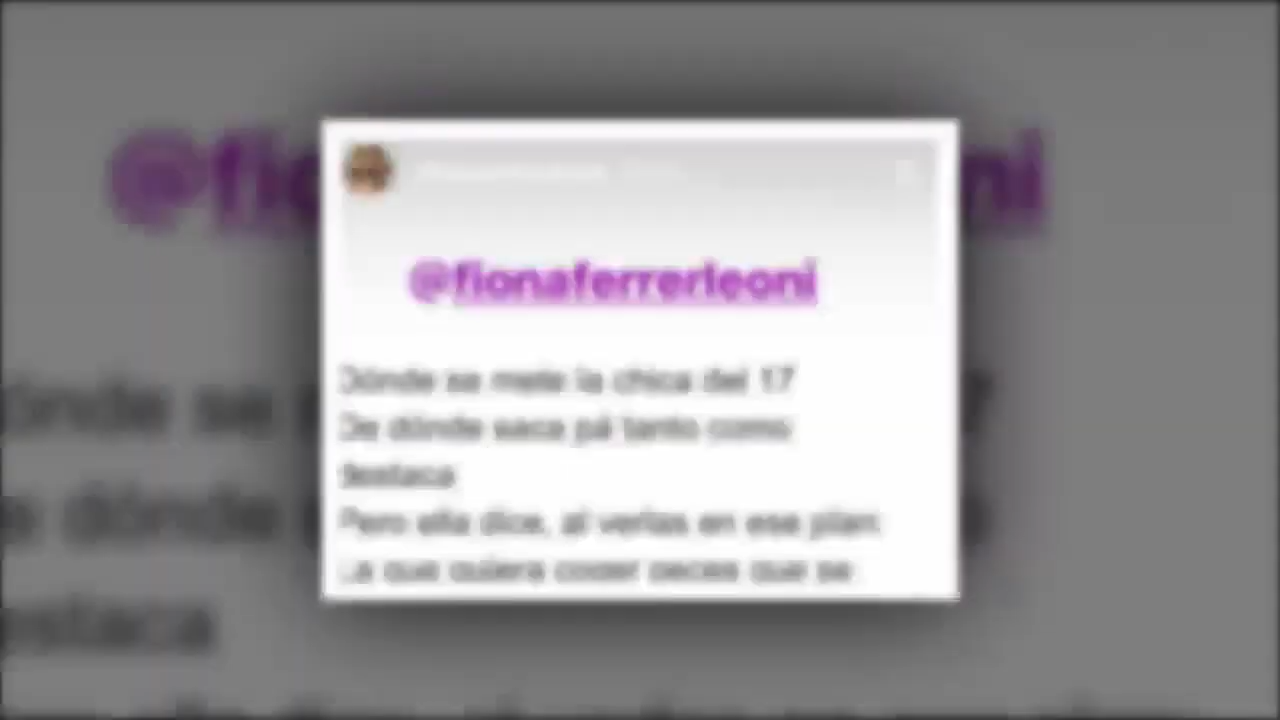 @fionaferrerleoni
Dónde se mete la chica del 17
De dónde saca pá tanto como
destaca
Pero ella dice, al verlas en ese plan
La que quiera coger peces que se